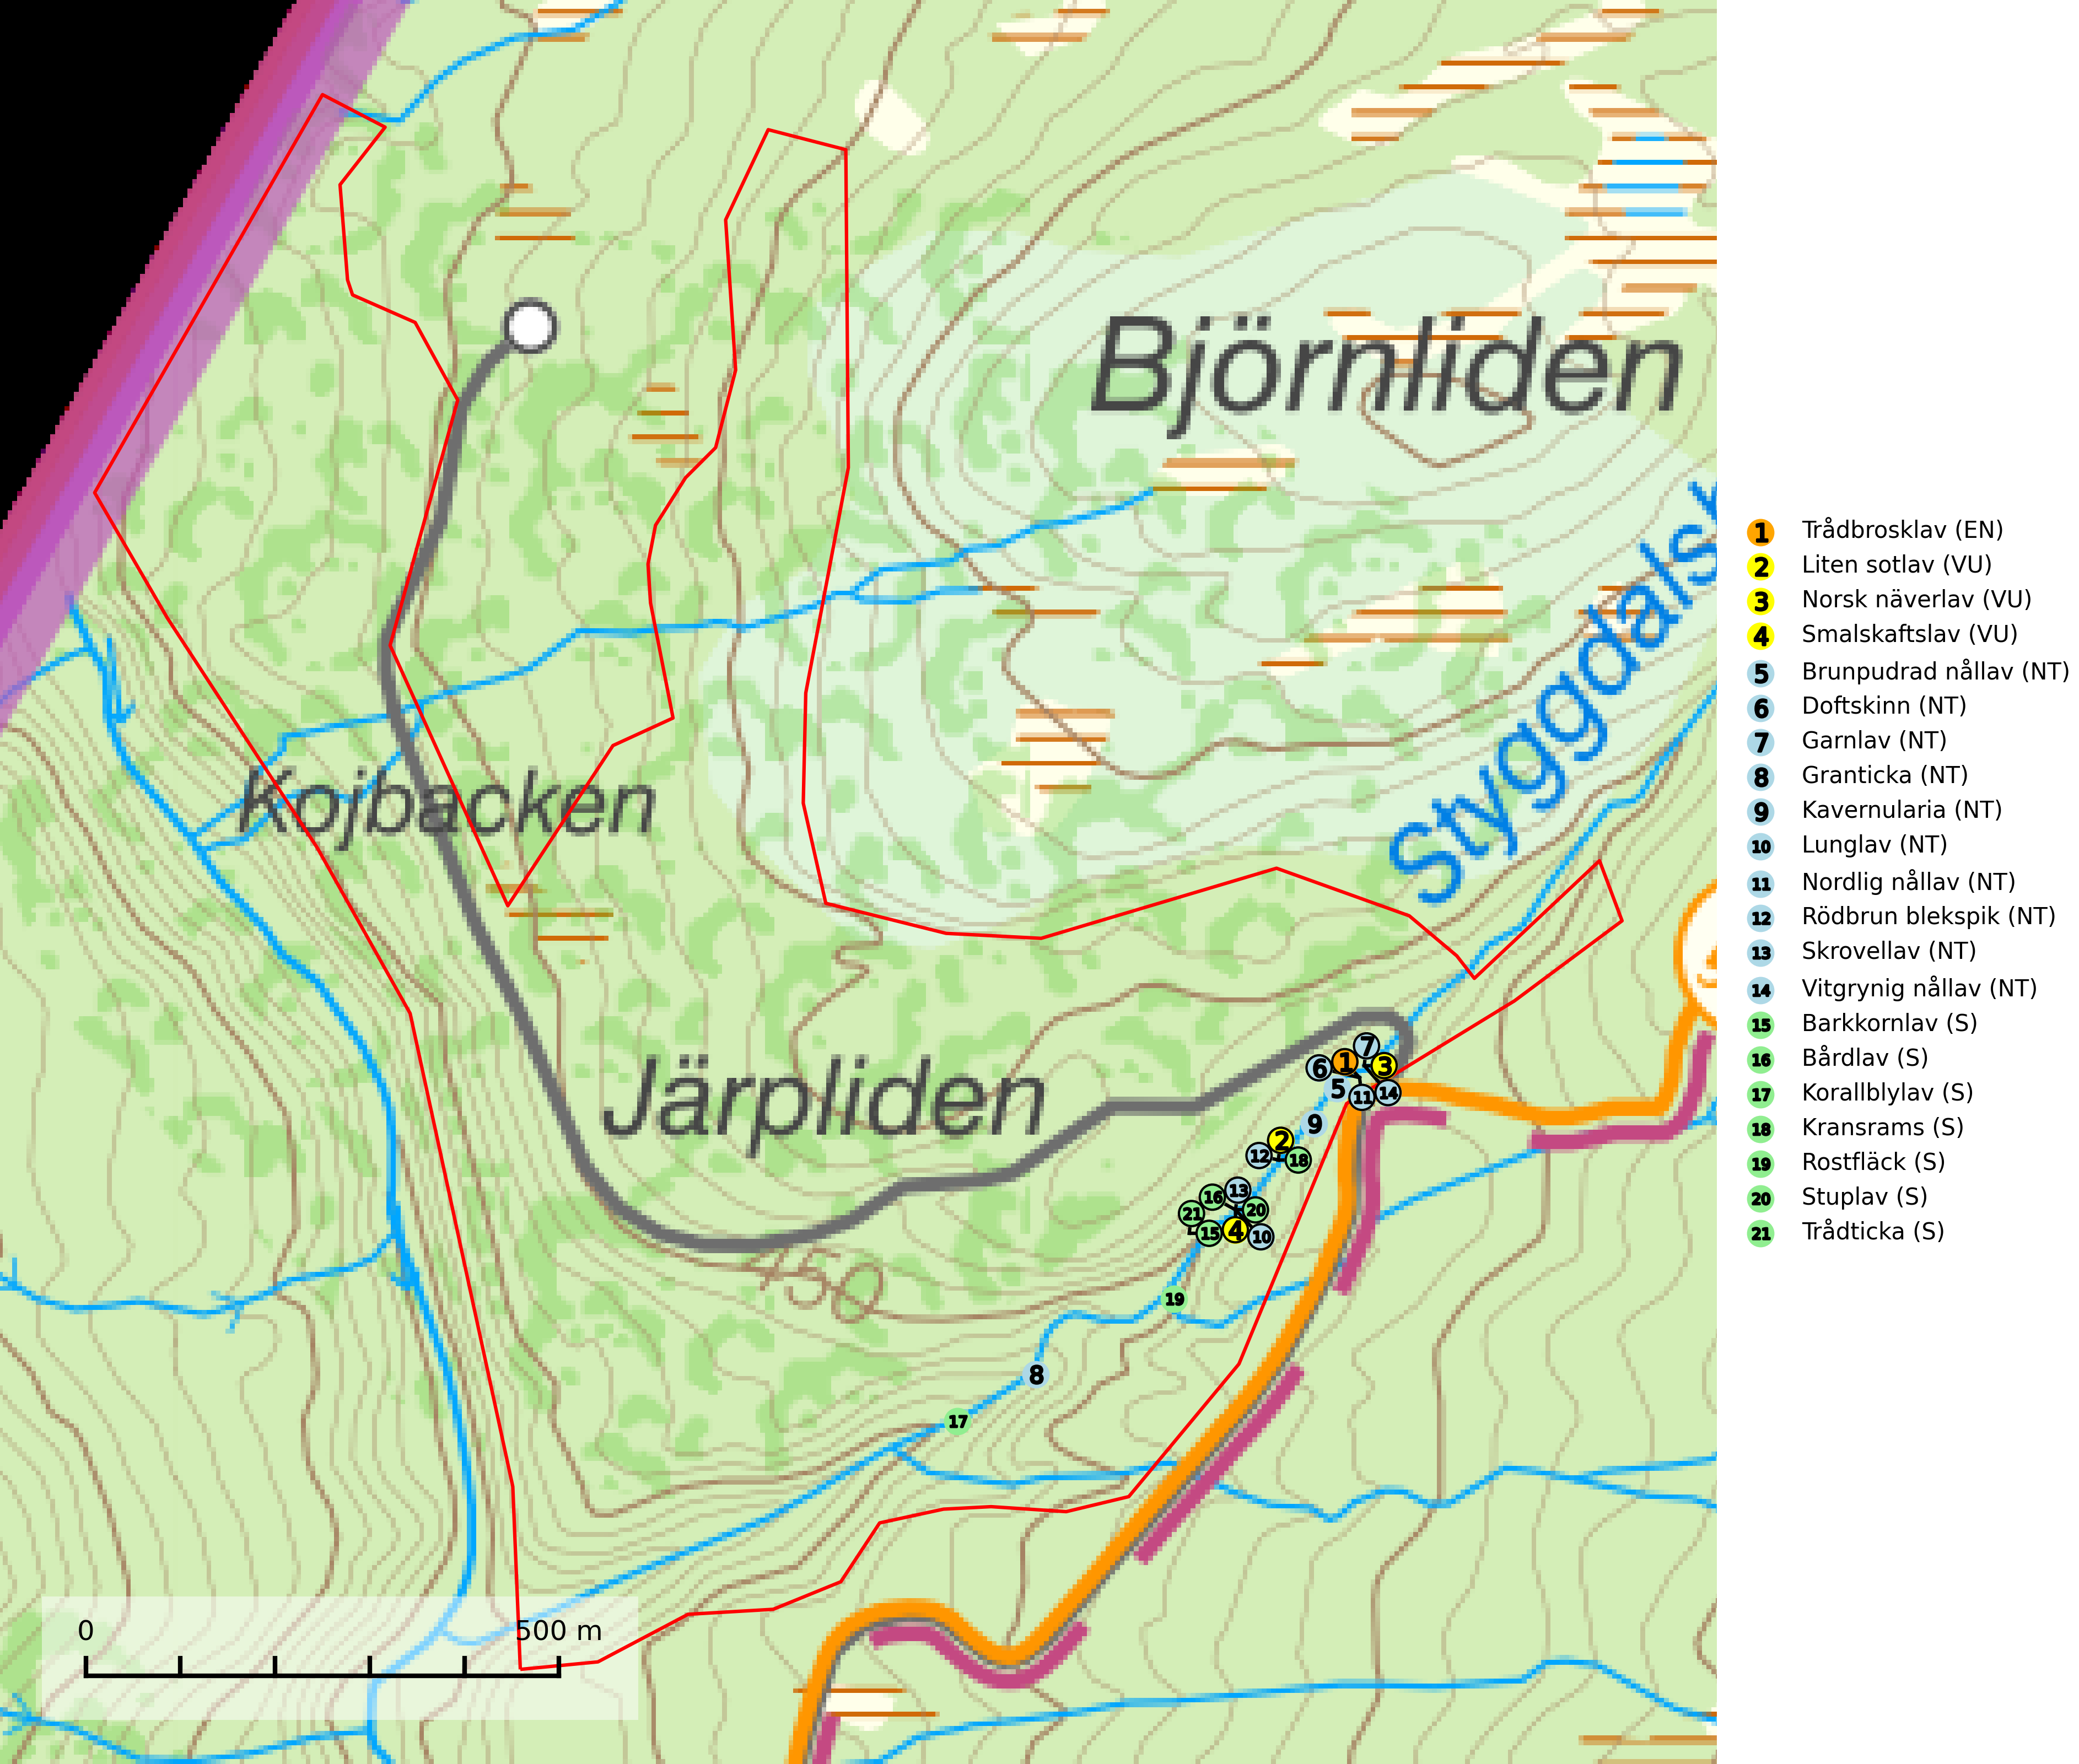 Björnliden
Styggdals
Kojbacken
Järpliden
450
7
1
6
3
5
11
14
9
2
12
18
13
16
21
20
15
4
10
19
8
17
0 500 m
1 Trådbrosklav (EN)
2 Liten sotlav (VU)
3 Norsk näverlav (VU)
4 Smalskaftslav (VU)
5 Brunpudrad nållav (NT)
6 Doftskinn (NT)
7 Garnlav (NT)
8 Granticka (NT)
9 Kavernularia (NT)
10 Lunglav (NT)
11 Nordlig nållav (NT)
12 Rödbrun blekspik (NT)
13 Skrovellav (NT)
14 Vitgrynig nållav (NT)
15 Barkkornlav (S)
16 Bårdlav (S)
17 Korallblylav (S)
18 Kransrams (S)
19 Rostfläck (S)
20 Stuplav (S)
21 Trådticka (S)